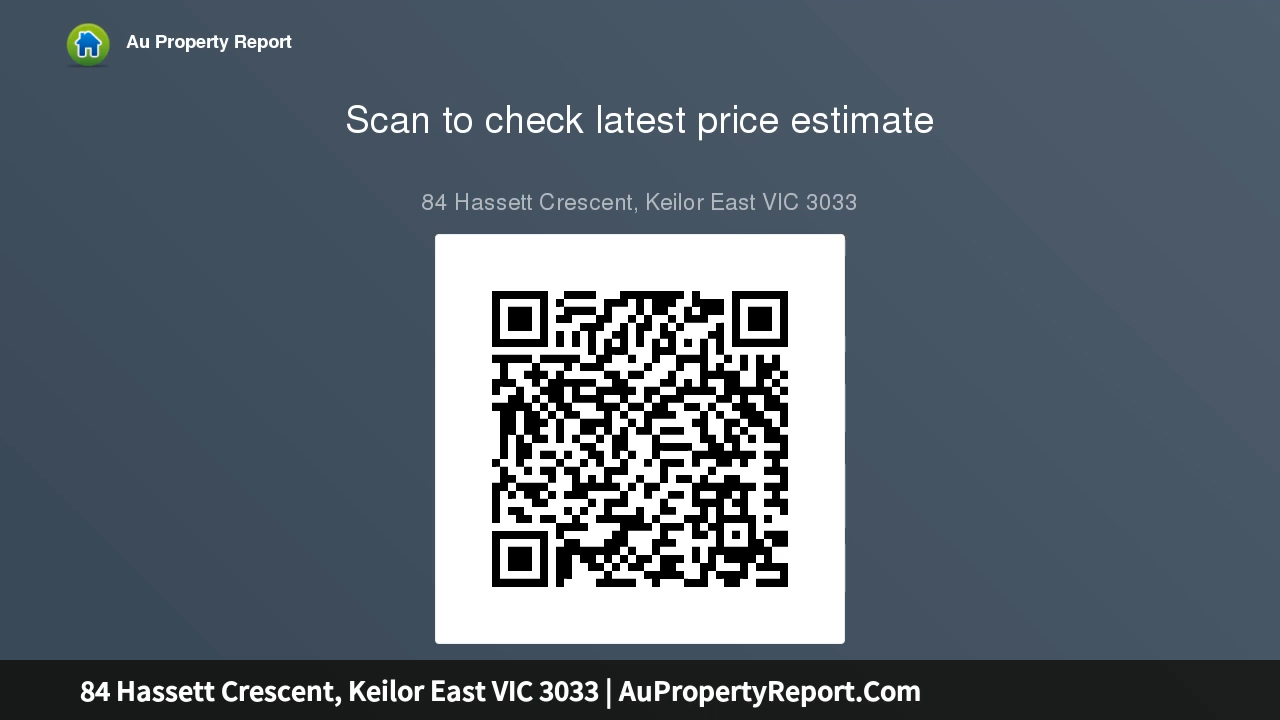 Au Property Report
Scan to check latest price estimate
84 Hassett Crescent, Keilor East VIC 3033
84 Hassett Crescent, Keilor East VIC 3033 | AuPropertyReport.Com